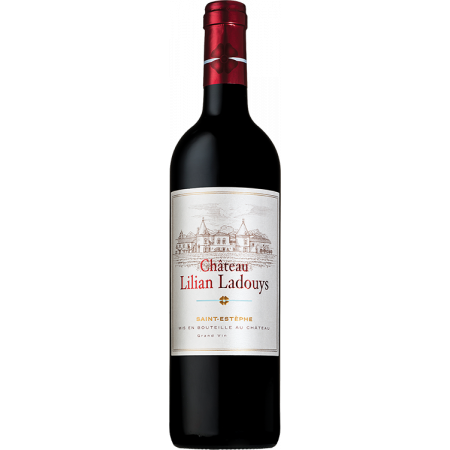 Château
Lilian Ladouys
SAINT-ESTÈPHE
MIS EN BOUTEILLE AU CHÂTEAU
Grand Vin